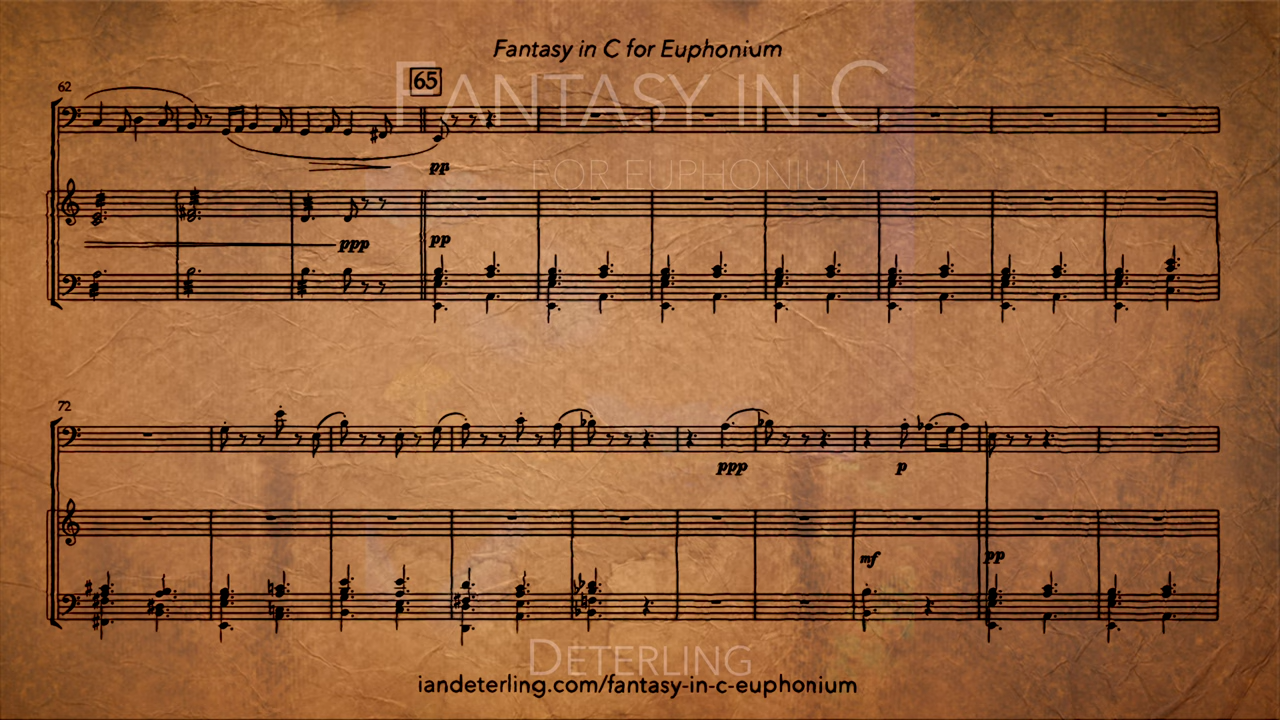 Fantasy in C for Euphonium
FANTASY IN C
FOR EUPHONIUM
62
65
pp
ppp
pp
72
ppp
p
mf
pp
DETERLING
iandeterling.com/fantasy-in-c-euphonium